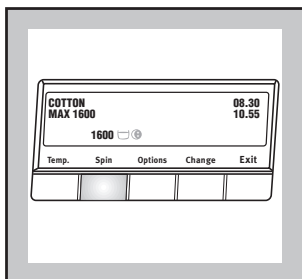 COTTON 08.30
MAX 1600 10.55
1600
Temp. Spin Options Change Exit